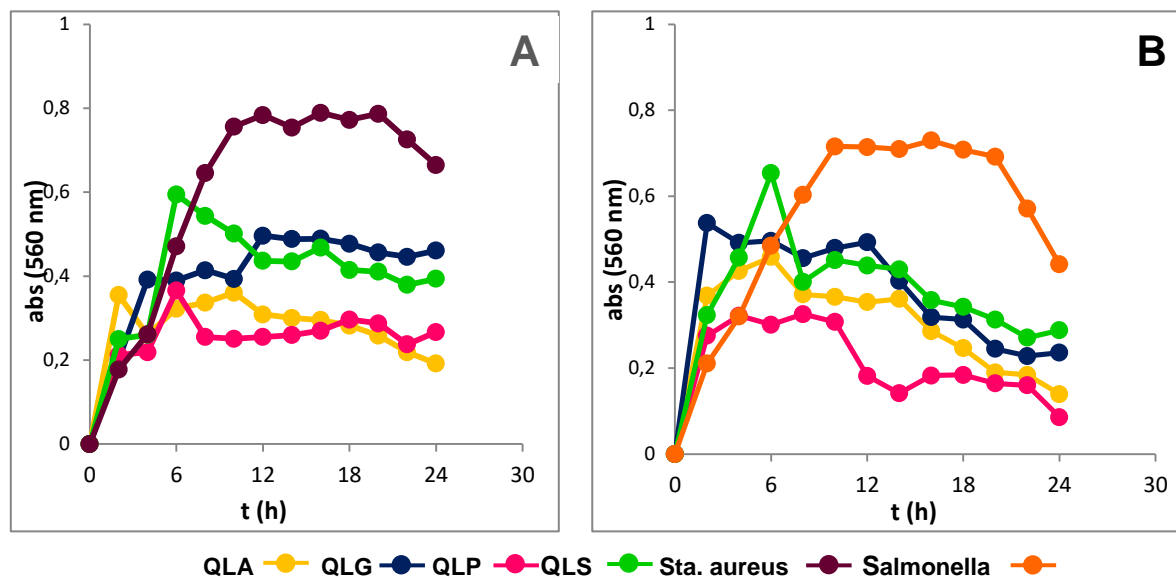 A
abs (560 nm)
1
0,8
0,6
0,4
0,2
0
0 6 12 18 24 30
t (h)
B
abs (560 nm)
1
0,8
0,6
0,4
0,2
0
0 6 12 18 24 30
t (h)
QLA QLG QLP QLS Sta. aureus Salmonella